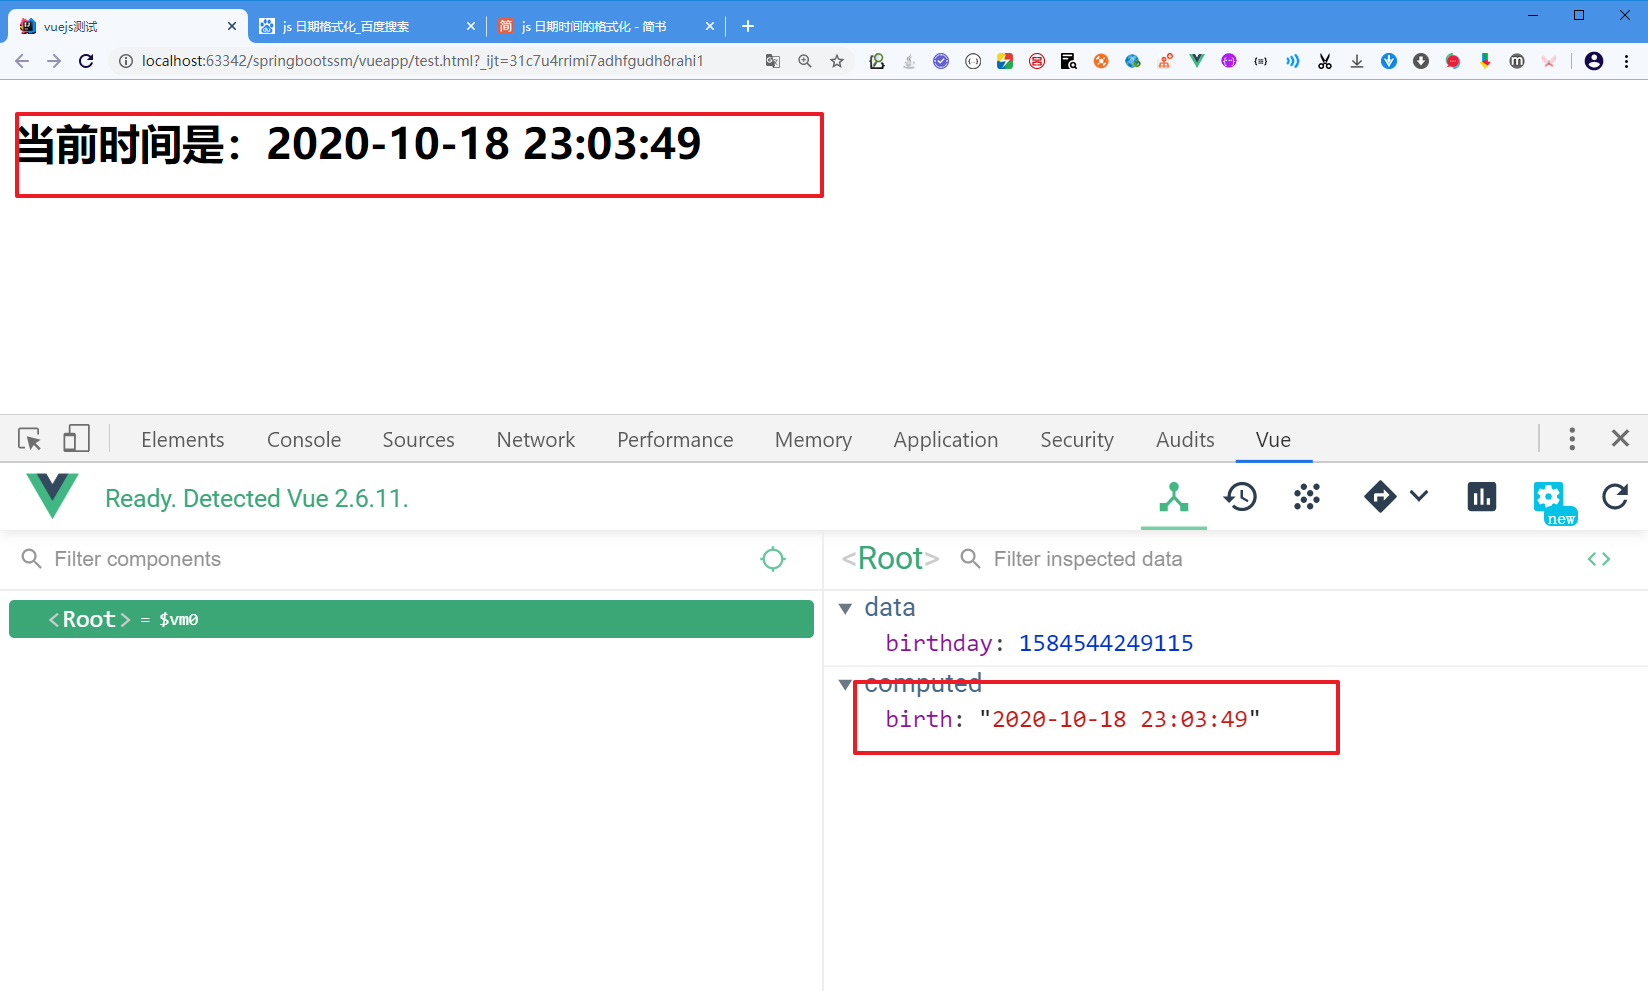 vuejs测试
js 日期格式化_百度搜索
简 js 日期时间的格式化 - 简书
localhost:63342/springbootssm/vueapp/test.html?_ijt=31c7u4rrimi7adhfgudh8rahi1
当前时间是：2020-10-18 23:03:49
Elements Console Sources Network Performance Memory Application Security Audits Vue
Ready. Detected Vue 2.6.11.
new
Filter components
<Root> Filter inspected data
<Root> = $vm0
data
birthday: 1584544249115
computed
birth: "2020-10-18 23:03:49"